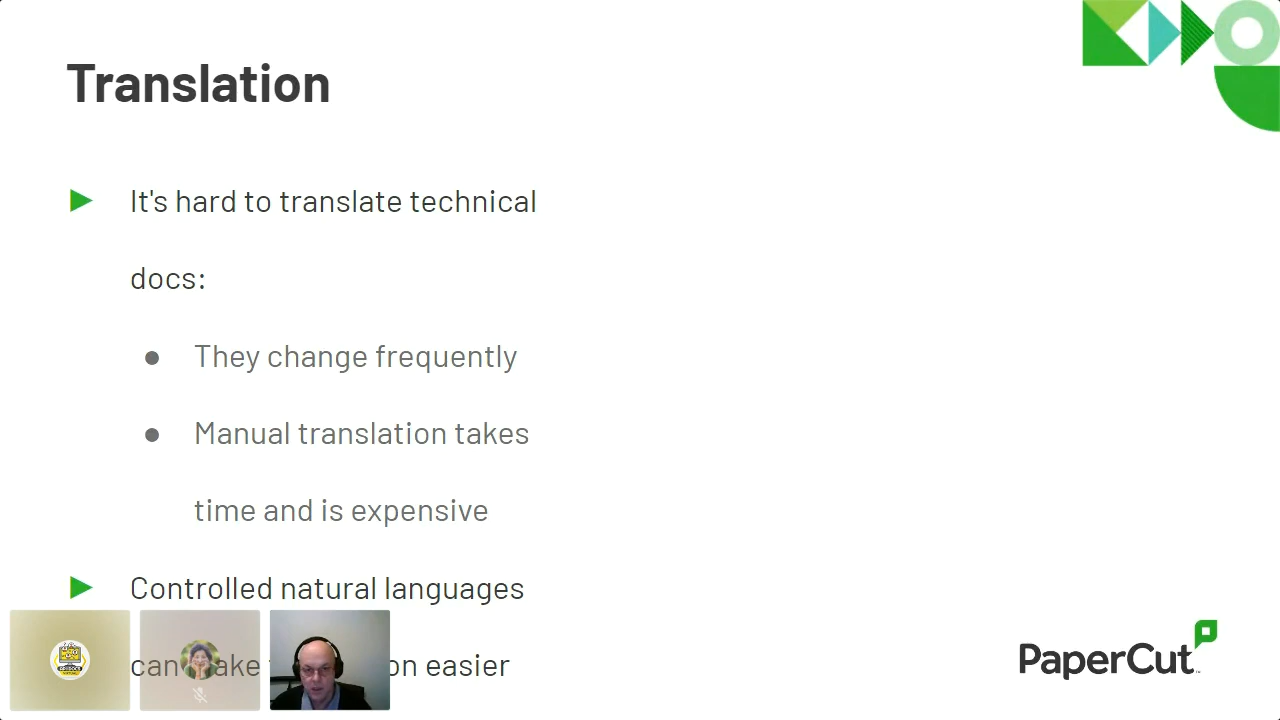 Translation
It's hard to translate technical
docs:
They change frequently
Manual translation takes
time and is expensive
Controlled natural languages
can ake on easier
PaperCut